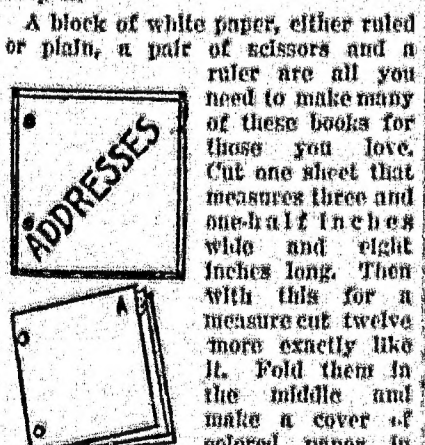 A block of white paper, either ruled
or plain, a pair of scissors and a
ruler are all you
need to make many
of these books for
those you love.
Cut one sheet that
measures three and
one-half inches
wide and eight
inches long. Then
with this for a
measure cut twelve
more exactly like
it. Fold them in
the middle and
make a cover of
colored paper in
ADDRESSES
A